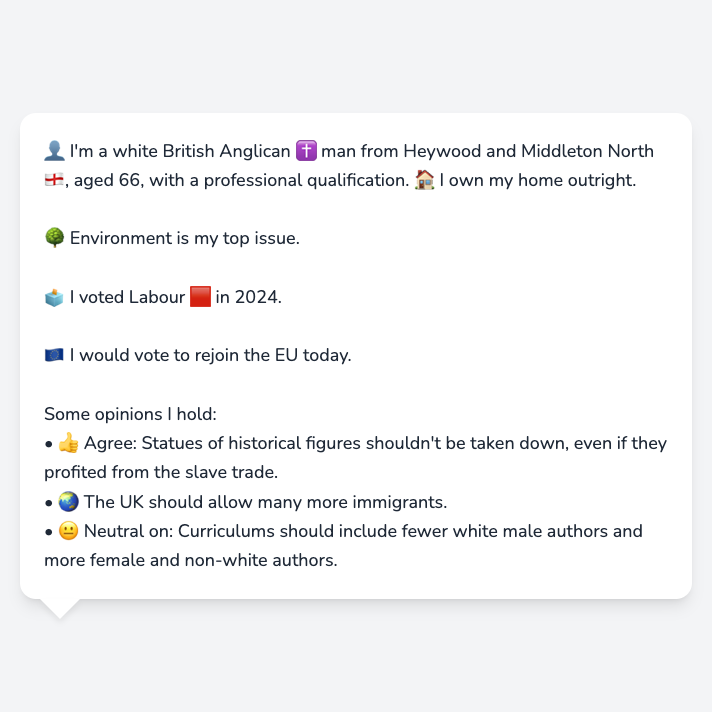 👤 I'm a white British Anglican ✝️ man from Heywood and Middleton North
🏴󠁧󠁢󠁥󠁮󠁧󠁿, aged 66, with a professional qualification. 🏠 I own my home outright.
🌳 Environment is my top issue.
🗳️ I voted Labour 🟥 in 2024.
🇪🇺 I would vote to rejoin the EU today.
Some opinions I hold:
• 👍 Agree: Statues of historical figures shouldn't be taken down, even if they
profited from the slave trade.
• 🌏 The UK should allow many more immigrants.
• 😐 Neutral on: Curriculums should include fewer white male authors and
more female and non-white authors.